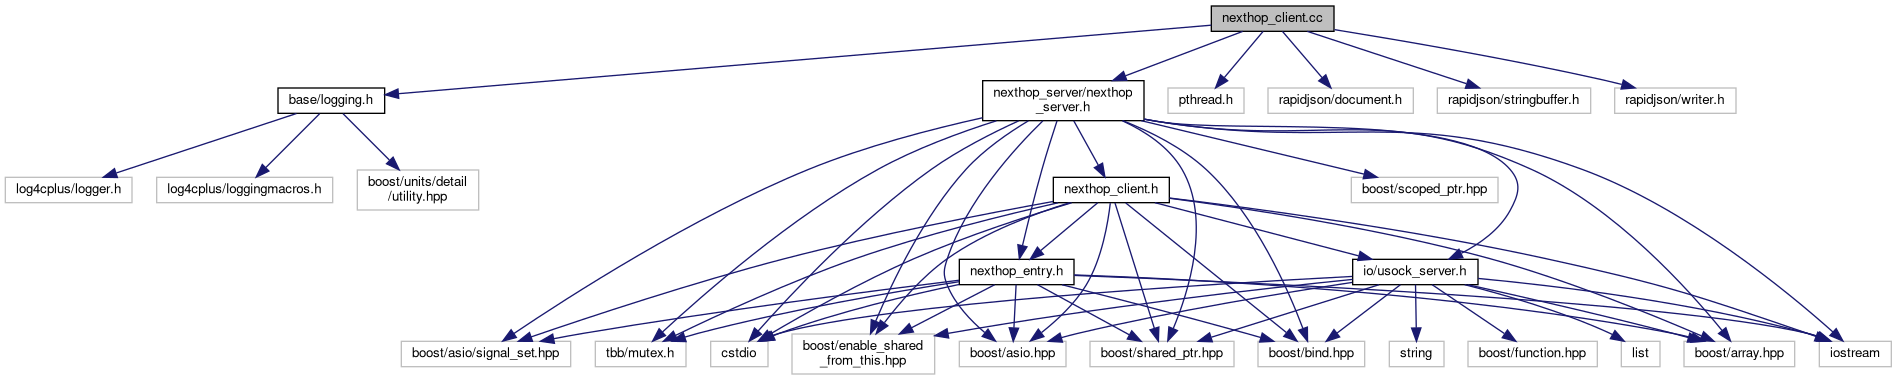 nexthop_client.cc
base/logging.h
nexthop_server/nexthop
_server.h
pthread.h
rapidjson/document.h
rapidjson/stringbuffer.h
rapidjson/writer.h
log4cplus/logger.h
log4cplus/loggingmacros.h
boost/units/detail
/utility.hpp
nexthop_client.h
boost/scoped_ptr.hpp
nexthop_entry.h
io/usock_server.h
boost/asio/signal_set.hpp
tbb/mutex.h
cstdio
boost/enable_shared
_from_this.hpp
boost/asio.hpp
boost/shared_ptr.hpp
boost/bind.hpp
string
boost/function.hpp
list
boost/array.hpp
iostream